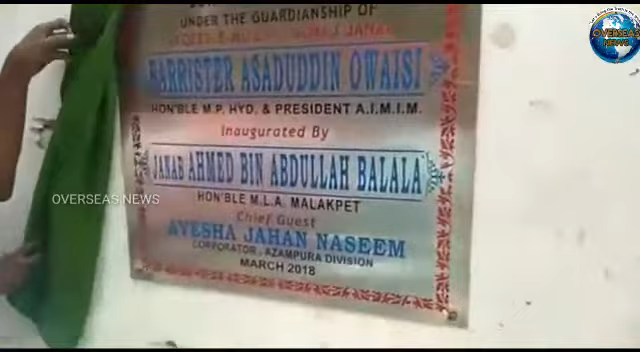 UNDER THE GUARDIANSHIP OF
BARRISTER ASADUDDIN OWAISI
HON'BLE M.P. HYD. & PRESIDENT A.I.M.I.M.
Inaugurated By
JANAB AHMED BIN ABDULLAH BALALA
HON'BLE M.L.A. MALAKPET
Chief Guest
AYESHA JAHAN NASEEM
CORPORATOR, AZAMPURA DIVISION
MARCH 2018
OVERSEAS NEWS
OVERSEAS
NEWS